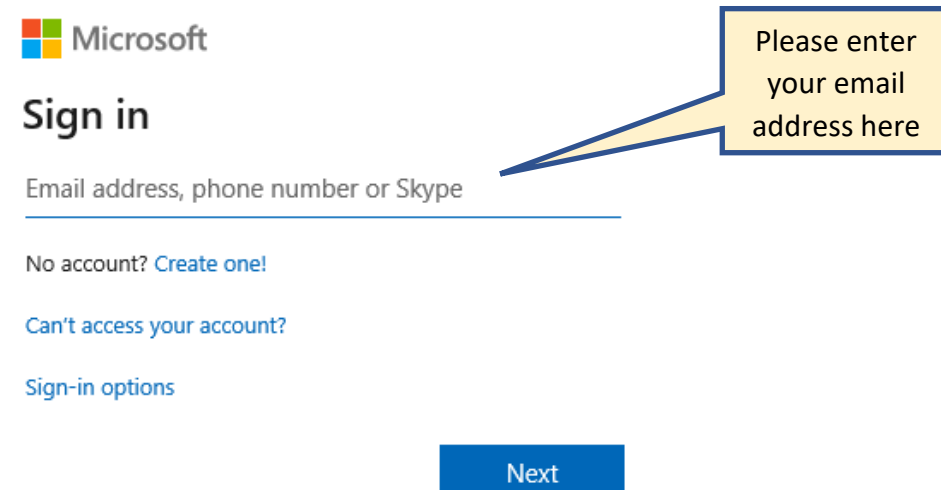 Microsoft
Please enter
your email
address here
Sign in
Email address, phone number or Skype
No account? Create one!
Can't access your account?
Sign-in options
Next